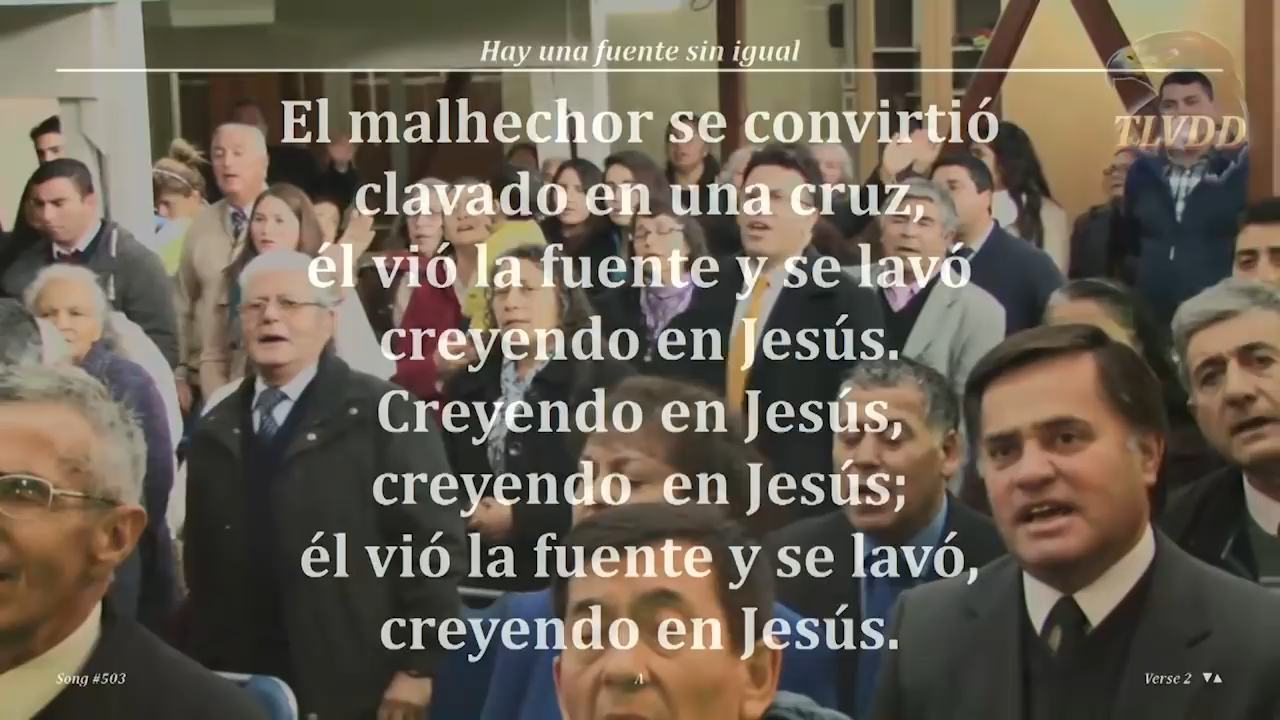 Hay una fuente sin igual
TLVDD
El malhechor se convirtió
clavado en una cruz,
él vió la fuente y se lavó
creyendo en Jesús.
Creyendo en Jesús,
creyendo en Jesús;
él vió la fuente y se lavó,
creyendo en Jesús.
Song #503
A
Verse 2 ▼▲